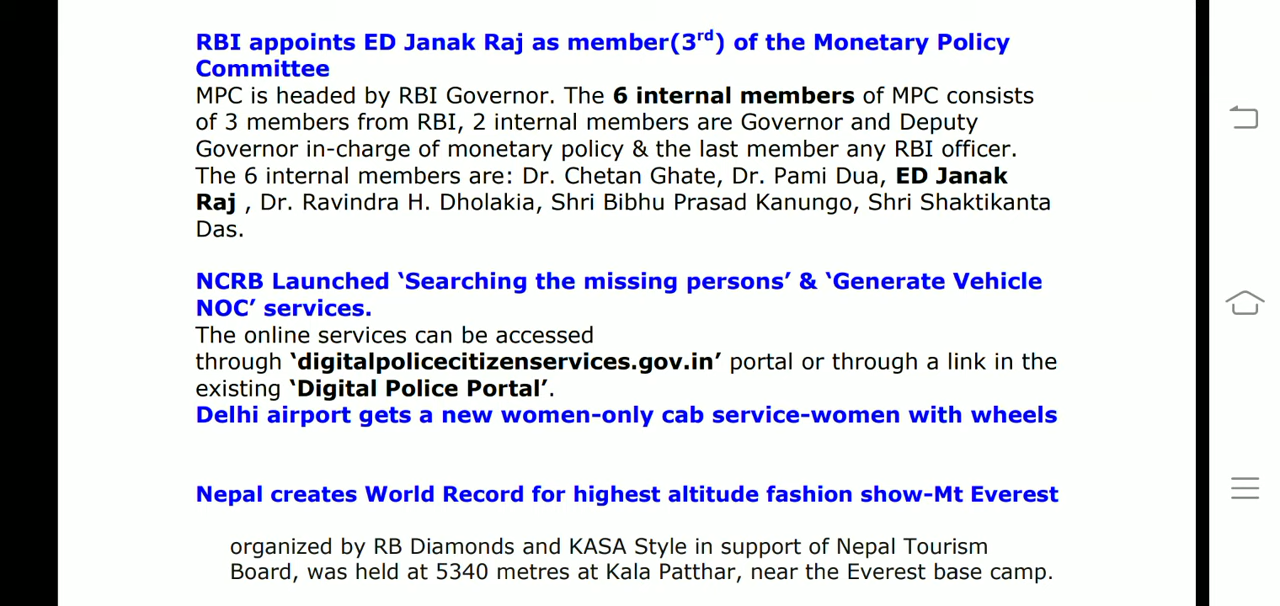 RBI appoints ED Janak Raj as member(3rd) of the Monetary Policy
Committee
MPC is headed by RBI Governor. The 6 internal members of MPC consists
of 3 members from RBI, 2 internal members are Governor and Deputy
Governor in-charge of monetary policy & the last member any RBI officer.
The 6 internal members are: Dr. Chetan Ghate, Dr. Pami Dua, ED Janak
Raj , Dr. Ravindra H. Dholakia, Shri Bibhu Prasad Kanungo, Shri Shaktikanta
Das.
NCRB Launched ‘Searching the missing persons’ & ‘Generate Vehicle
NOC’ services.
The online services can be accessed
through ‘digitalpolicecitizenservices.gov.in’ portal or through a link in the
existing ‘Digital Police Portal’.
Delhi airport gets a new women-only cab service-women with wheels
Nepal creates World Record for highest altitude fashion show-Mt Everest
organized by RB Diamonds and KASA Style in support of Nepal Tourism
Board, was held at 5340 metres at Kala Patthar, near the Everest base camp.